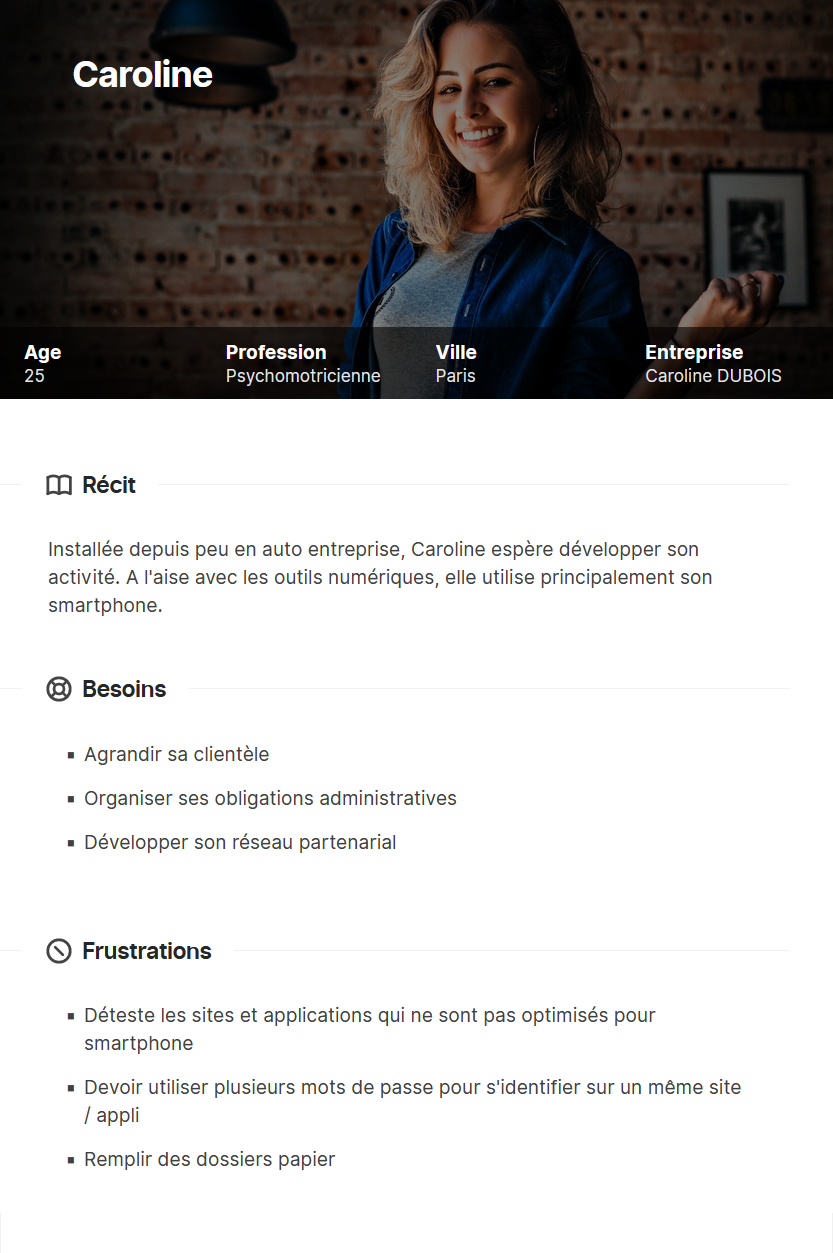 Caroline
Age
25
Profession
Psychomotricienne
Ville
Paris
Entreprise
Caroline DUBOIS
Récit
Installée depuis peu en auto entreprise, Caroline espère développer son
activité. A l'aise avec les outils numériques, elle utilise principalement son
smartphone.
Besoins
▪ Agrandir sa clientèle
▪ Organiser ses obligations administratives
▪ Développer son réseau partenarial
Frustrations
▪ Déteste les sites et applications qui ne sont pas optimisés pour
smartphone
▪ Devoir utiliser plusieurs mots de passe pour s'identifier sur un même site
/ appli
▪ Remplir des dossiers papier